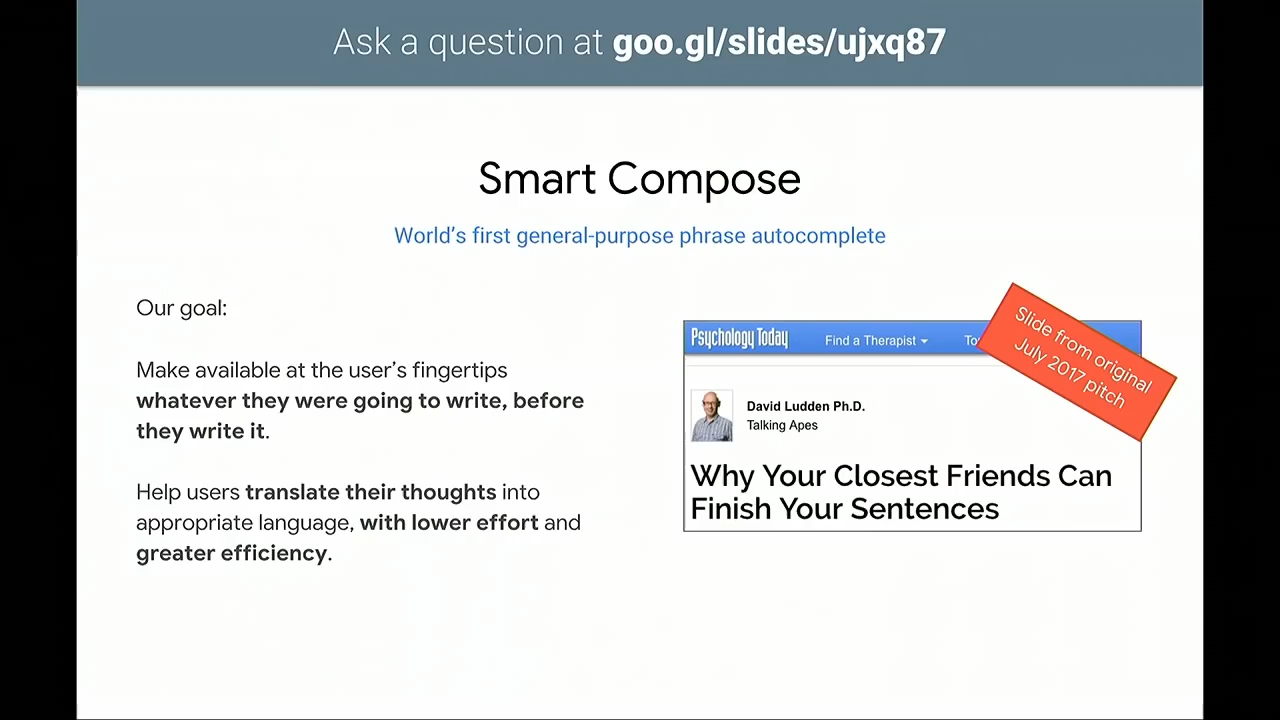 Ask a question at goo.gl/slides/ujxq87
Smart Compose
World's first general-purpose phrase autocomplete
Our goal:
Make available at the user's fingertips
whatever they were going to write, before
they write it.
Help users translate their thoughts into
appropriate language, with lower effort and
greater efficiency.
Psychology Today
Find a Therapist
Slide from original
July 2017 pitch
David Ludden Ph.D.
Talking Apes
Why Your Closest Friends Can
Finish Your Sentences